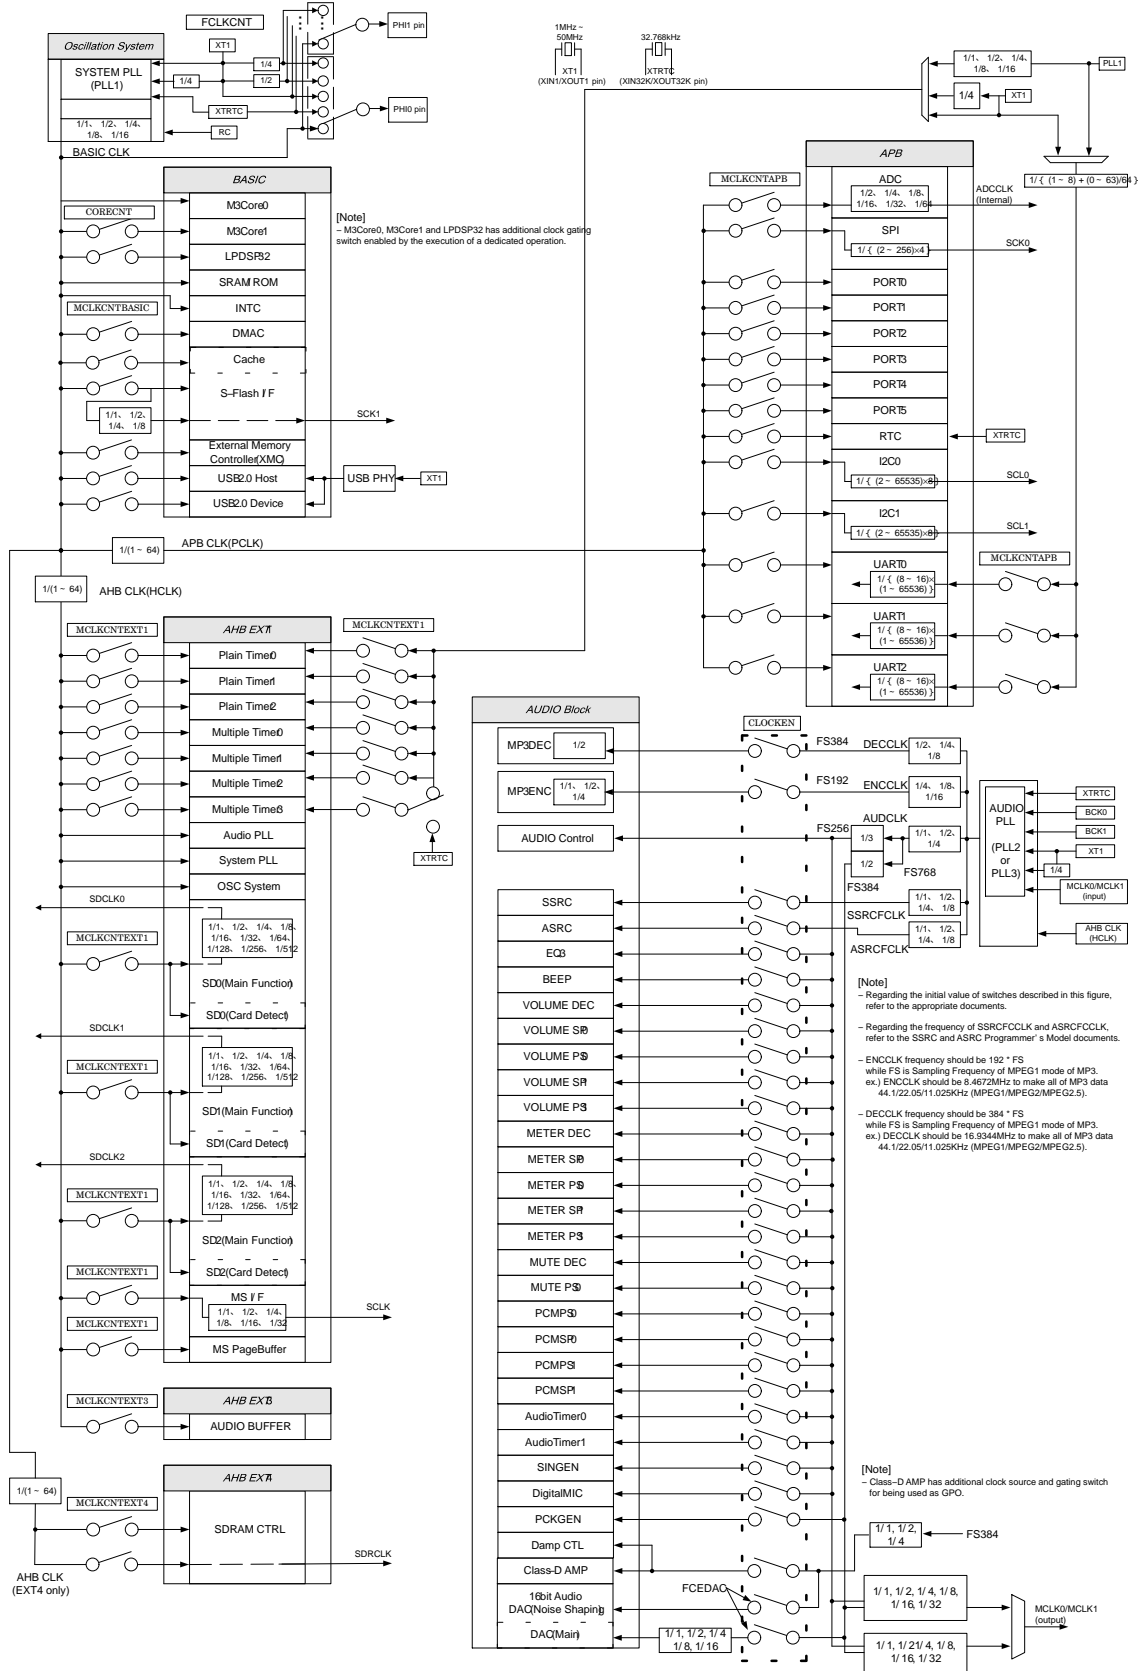 FCLKCNT
PHI1 pin
Oscillation System
XT1
SYSTEM PLL
(PLL1)
1/4
1/4
1/2
XTRTC
PHI0 pin
1/1、 1/2、 1/4、
1/8、 1/16
RC
BASIC CLK
1MHz ~
50MHz
XT1
(XIN1/XOUT1 pin)
32.768kHz
XTRTC
(XIN32K/XOUT32K pin)
1/1、 1/2、 1/4、
1/8、 1/16
PLL1
1/4
XT1
1/{ (1 ~ 8) + (0 ~ 63)/64 }
BASIC
M3Core0
CORECNT
M3Core1
LPDSP32
SRAM/ROM
INTC
MCLKCNTBASIC
DMAC
Cache
S–Flash I/F
1/1、 1/2、
1/4、 1/8
SCK1
External Memory
Controller(XMC)
USB2.0 Host
USB PHY
XT1
USB2.0 Device
[Note]
– M3Core0, M3Core1 and LPDSP32 has additional clock gating
switch enabled by the execution of a dedicated operation.
APB
MCLKCNTAPB
ADC
1/2、 1/4、 1/8、
1/16、 1/32、 1/64
ADCCLK
(Internal)
SPI
1/{ (2 ~ 256)×4 }
SCK0
PORT0
PORT1
PORT2
PORT3
PORT4
PORT5
RTC
XTRTC
I2C0
1/{ (2 ~ 65535)×8 }
SCL0
I2C1
1/{ (2 ~ 65535)×8 }
SCL1
UART0
1/{ (8 ~ 16)×
(1 ~ 65536) }
MCLKCNTAPB
UART1
1/{ (8 ~ 16)×
(1 ~ 65536) }
UART2
1/{ (8 ~ 16)×
(1 ~ 65536) }
1/(1 ~ 64)
APB CLK(PCLK)
1/(1 ~ 64)
AHB CLK(HCLK)
MCLKCNTEXT1
AHB EXT1
MCLKCNTEXT1
Plain Timer0
Plain Timer1
Plain Timer2
Multiple Timer0
Multiple Timer1
Multiple Timer2
Multiple Timer3
Audio PLL
XTRTC
System PLL
OSC System
SDCLK0
1/1、 1/2、 1/4、 1/8、
1/16、 1/32、 1/64、
1/128、 1/256、 1/512
MCLKCNTEXT1
SD0(Main Function)
SD0(Card Detect)
SDCLK1
1/1、 1/2、 1/4、 1/8、
1/16、 1/32、 1/64、
1/128、 1/256、 1/512
MCLKCNTEXT1
SD1(Main Function)
SD1(Card Detect)
SDCLK2
1/1、 1/2、 1/4、 1/8、
1/16、 1/32、 1/64、
1/128、 1/256、 1/512
MCLKCNTEXT1
SD2(Main Function)
SD2(Card Detect)
MCLKCNTEXT1
MS I/F
1/1、 1/2、 1/4、
1/8、 1/16、 1/32
SCLK
MCLKCNTEXT1
MS PageBuffer
MCLKCNTEXT3
AHB EXT3
AUDIO BUFFER
1/(1 ~ 64)
AHB EXT4
MCLKCNTEXT4
SDRAM CTRL
SDRCLK
AHB CLK
(EXT4 only)
AUDIO Block
CLOCKEN
MP3DEC
1/2
FS384
DECCLK
1/2、 1/4、
1/8
MP3ENC
1/1、 1/2、
1/4
FS192
ENCCLK
1/4、 1/8、
1/16
AUDIO Control
FS256
AUDCLK
1/3
1/1、 1/2、
1/4
1/2
FS768
FS384
AUDIO
PLL
(PLL2
or
PLL3)
XTRTC
BCK0
BCK1
XT1
1/4
MCLK0/MCLK1
(input)
AHB CLK
(HCLK)
SSRC
SSRCFCLK
1/1、 1/2、
1/4、 1/8
ASRC
ASRCFCLK
1/1、 1/2、
1/4、 1/8
EQ3
BEEP
VOLUME DEC
VOLUME SP0
VOLUME PS0
VOLUME SP1
VOLUME PS1
METER DEC
METER SP0
METER PS0
METER SP1
METER PS1
MUTE DEC
MUTE PS0
PCMPS0
PCMSP0
PCMPS1
PCMSP1
AudioTimer0
AudioTimer1
SINGEN
DigitalMIC
PCKGEN
Damp CTL
Class-D AMP
16bit Audio
DAC(Noise Shaping)
DAC(Main)
1/ 1, 1/ 2, 1/ 4
1/ 8, 1/ 16
FCEDAC
[Note]
– Regarding the initial value of switches described in this figure,
refer to the appropriate documents.
– Regarding the frequency of SSRCFCCLK and ASRCFCCLK,
refer to the SSRC and ASRC Programmer' s Model documents.
– ENCCLK frequency should be 192 * FS
while FS is Sampling Frequency of MPEG1 mode of MP3.
ex.) ENCCLK should be 8.4672MHz to make all of MP3 data
44.1/22.05/11.025KHz (MPEG1/MPEG2/MPEG2.5).
– DECCLK frequency should be 384 * FS
while FS is Sampling Frequency of MPEG1 mode of MP3.
ex.) DECCLK should be 16.9344MHz to make all of MP3 data
44.1/22.05/11.025KHz (MPEG1/MPEG2/MPEG2.5).
[Note]
– Class–D AMP has additional clock source and gating switch
for being used as GPO.
1/ 1, 1/ 2,
1/ 4
FS384
1/ 1, 1/ 2, 1/ 4, 1/ 8,
1/ 16, 1/ 32
MCLK0/MCLK1
(output)
1/ 1, 1/ 21/ 4, 1/ 8,
1/ 16, 1/ 32